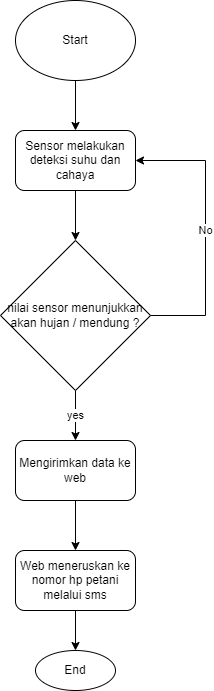 Start
Sensor melakukan
deteksi suhu dan
cahaya
No
nilai sensor menunjukkan
akan hujan / mendung ?
yes
Mengirimkan data ke
web
Web meneruskan ke
nomor hp petani
melalui sms
End